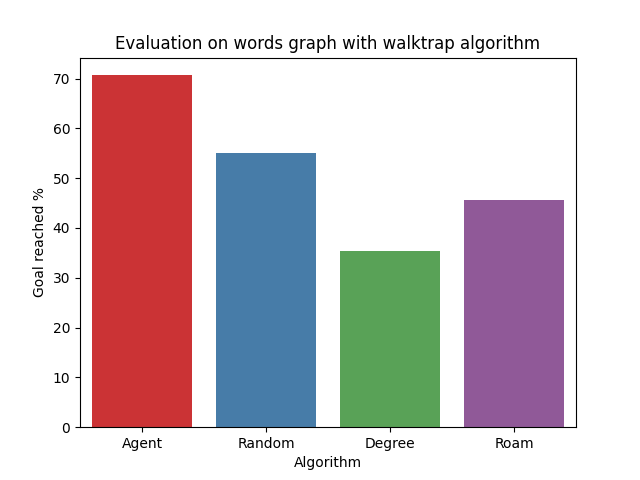 Evaluation on words graph with walktrap algorithm
Goal reached %
70
60
50
40
30
20
10
0
Agent Random Degree Roam
Algorithm